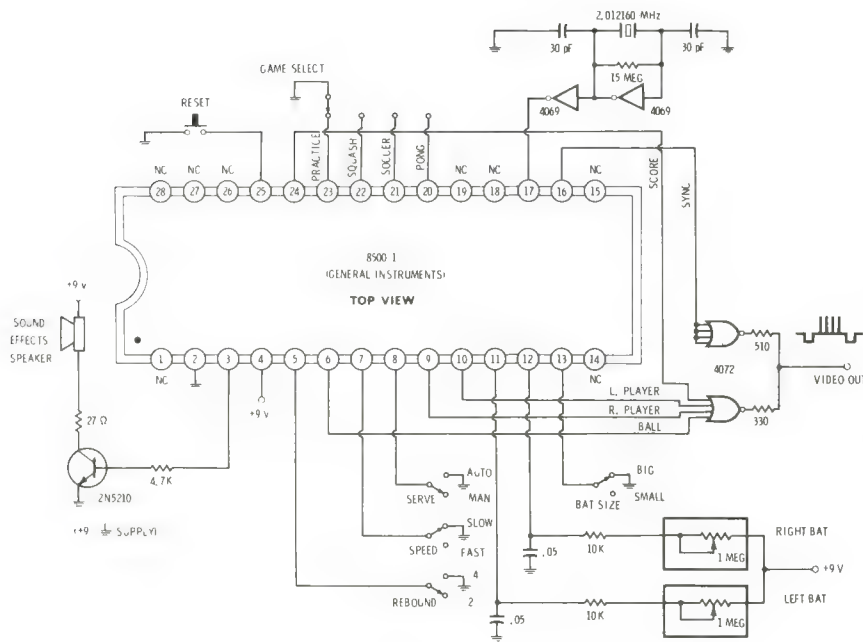 2.012160 MHz
30 pF
30 pF
15 MEG
4069
4069
GAME SELECT
RESET
PRACTICE
SQUASH
SOCCER
PONG
SCORE
SYNC
NC NC NC NC NC NC
28 27 26 25 24 23 22 21 20 19 18 17 16 15
8500-1
(GENERAL INSTRUMENTS)
TOP VIEW
+9 V
SOUND
EFFECTS
SPEAKER
1 2 3 4 5 6 7 8 9 10 11 12 13 14
NC
NC
+9 V
27 Ω
4.7K
2N5210
(+9 SUPPLY)
510
4072
330
VIDEO OUT
L. PLAYER
R. PLAYER
BALL
AUTO
SERVE MAN
SLOW
SPEED FAST
4
REBOUND 2
BIG
BAT SIZE SMALL
.05
10K
1 MEG
RIGHT BAT
+9 V
LEFT BAT
.05
10K
1 MEG